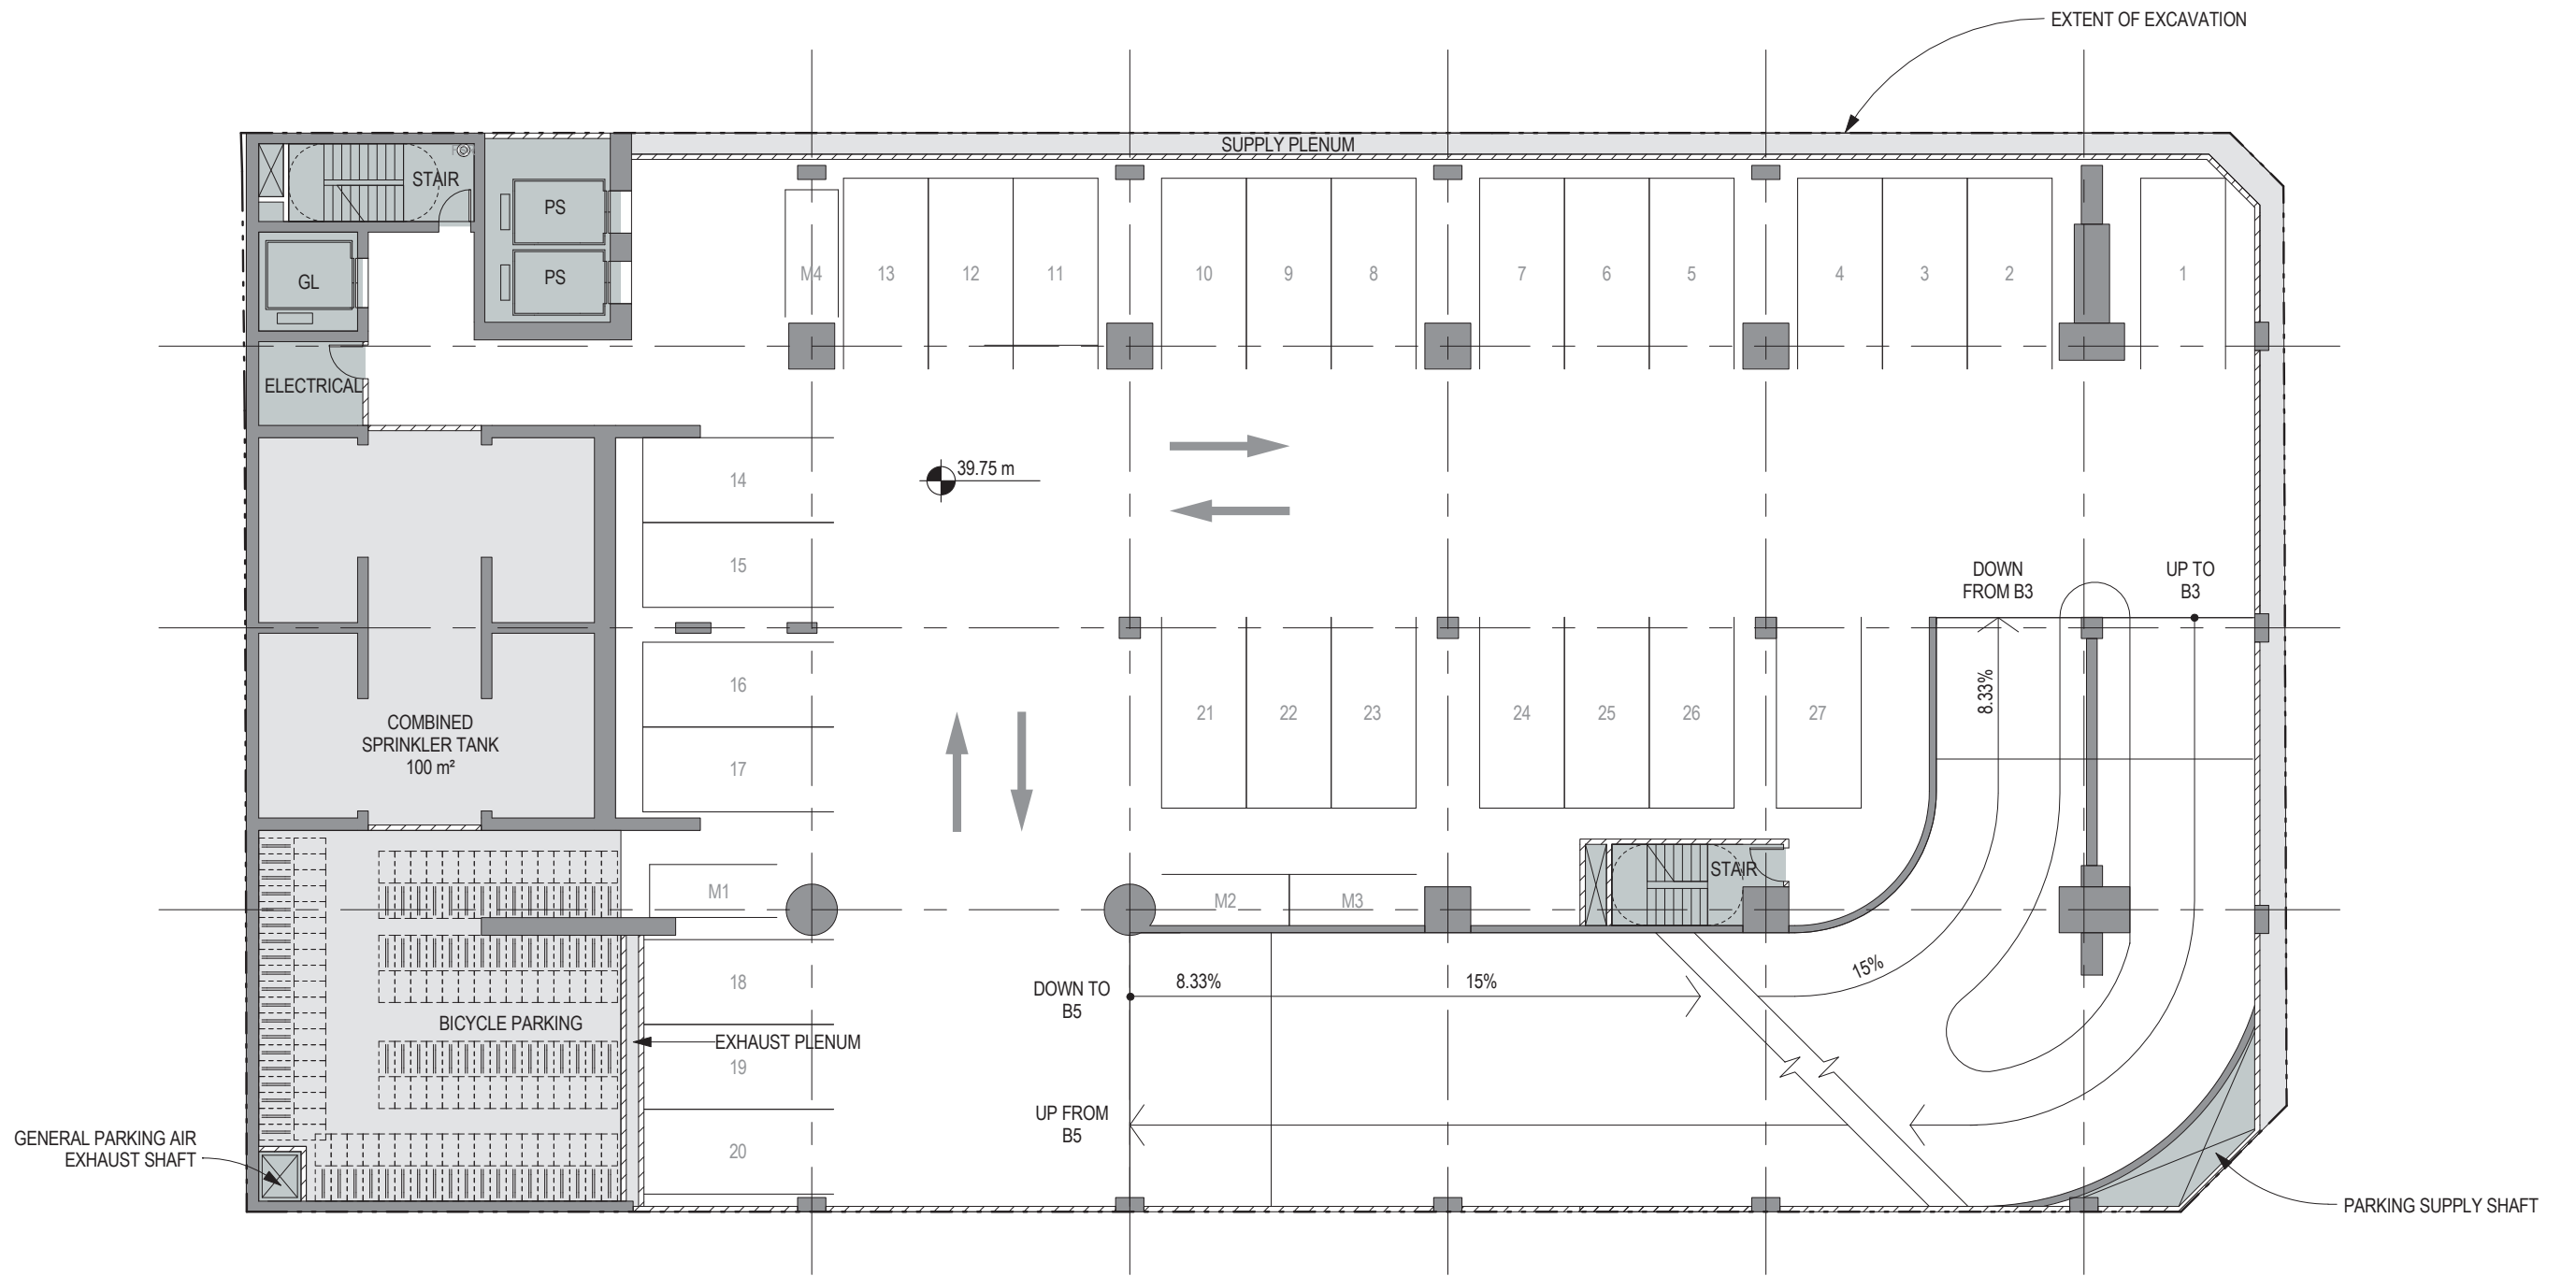 EXTENT OF EXCAVATION
SUPPLY PLENUM
STAIR
PS
PS
GL
M4
13
12
11
10
9
8
7
6
5
4
3
2
1
ELECTRICAL
14
39.75 m
15
DOWN
FROM B3
UP TO
B3
16
8.33%
COMBINED
SPRINKLER TANK
100 m²
17
21
22
23
24
25
26
27
STAIR
M1
M2
M3
18
DOWN TO
B5
8.33%
15%
15%
BICYCLE PARKING
EXHAUST PLENUM
19
UP FROM
B5
GENERAL PARKING AIR
EXHAUST SHAFT
20
PARKING SUPPLY SHAFT